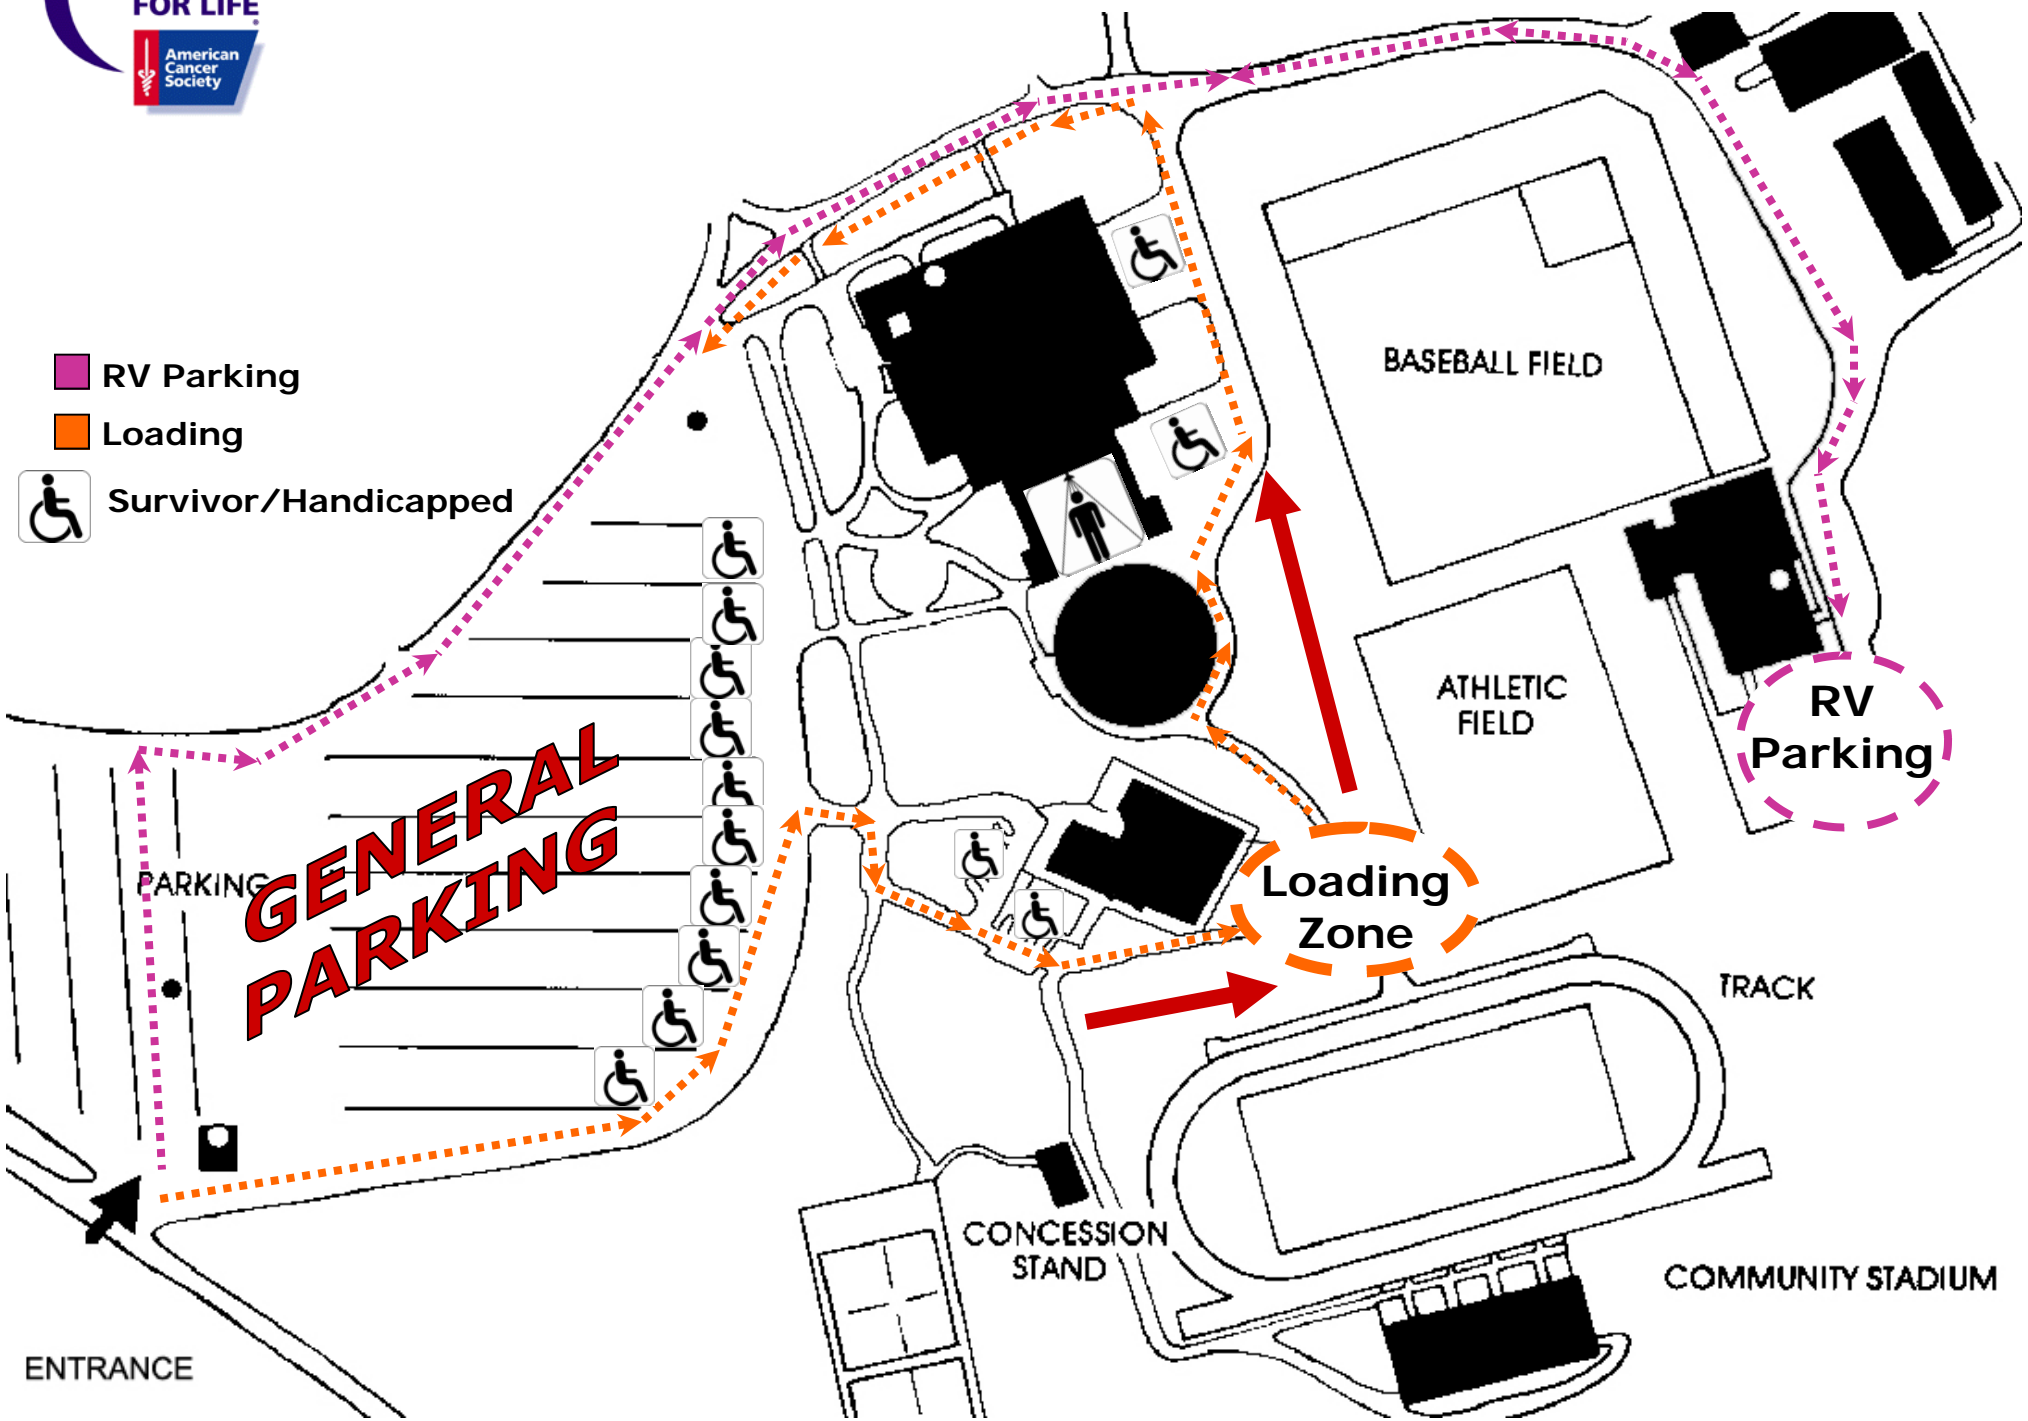 FOR LIFE
American
Cancer
Society
RV Parking
Loading
Survivor/Handicapped
BASEBALL FIELD
ATHLETIC
FIELD
RV
Parking
GENERAL
PARKING
PARKING
Loading
Zone
TRACK
CONCESSION
STAND
COMMUNITY STADIUM
ENTRANCE